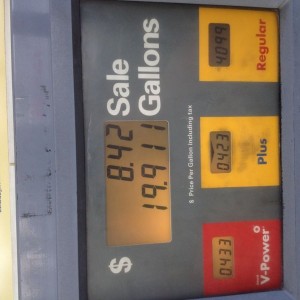 $ 8.42 Sale
19.911 Gallons
$ Price Per Gallon Including tax
0433 0423 4099
V-Power Plus Regular